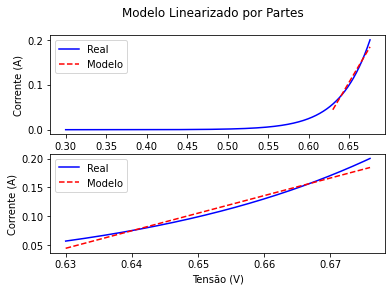 Modelo Linearizado por Partes
Corrente (A)
0.2
0.1
0.0
Real
Modelo
0.30 0.35 0.40 0.45 0.50 0.55 0.60 0.65
Corrente (A)
0.20
0.15
0.10
0.05
Real
Modelo
0.63 0.64 0.65 0.66 0.67
Tensão (V)